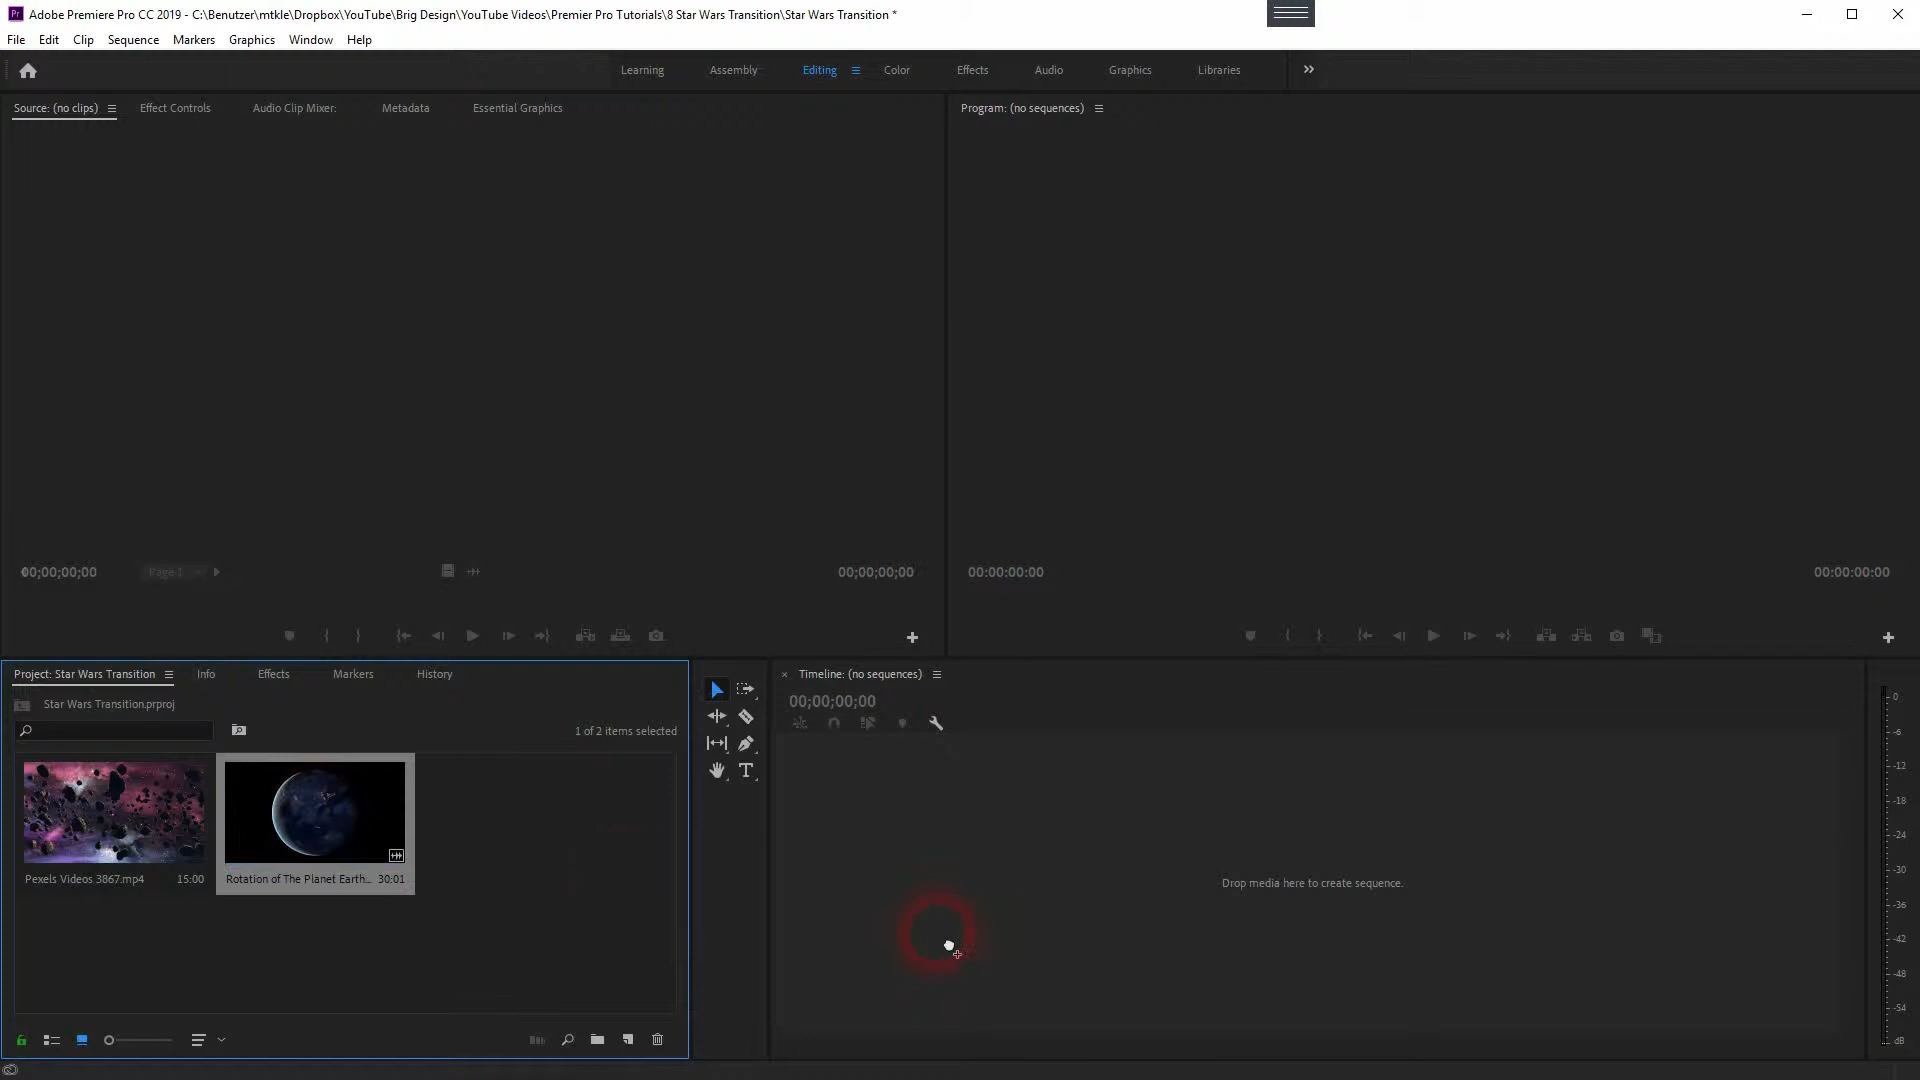 Adobe Premiere Pro CC 2019 - C:\Benutzer\mtkle\Dropbox\YouTube\Brig Design\YouTube Videos\Premier Pro Tutorials\8 Star Wars Transition\Star Wars Transition *
File Edit Clip Sequence Markers Graphics Window Help
Learning Assembly Editing Color Effects Audio Graphics Libraries
Source: (no clips) Effect Controls Audio Clip Mixer: Metadata Essential Graphics
Program: (no sequences)
00;00;00;00 Page 1 00;00;00;00
00:00:00:00 00:00:00:00
Project: Star Wars Transition Info Effects Markers History
Star Wars Transition.prproj
1 of 2 items selected
Pexels Videos 3867.mp4 15:00
Rotation of The Planet Earth... 30:01
Timeline: (no sequences)
00;00;00;00
Drop media here to create sequence.
0
-6
-12
-18
-24
-30
-36
-42
-48
-54
dB